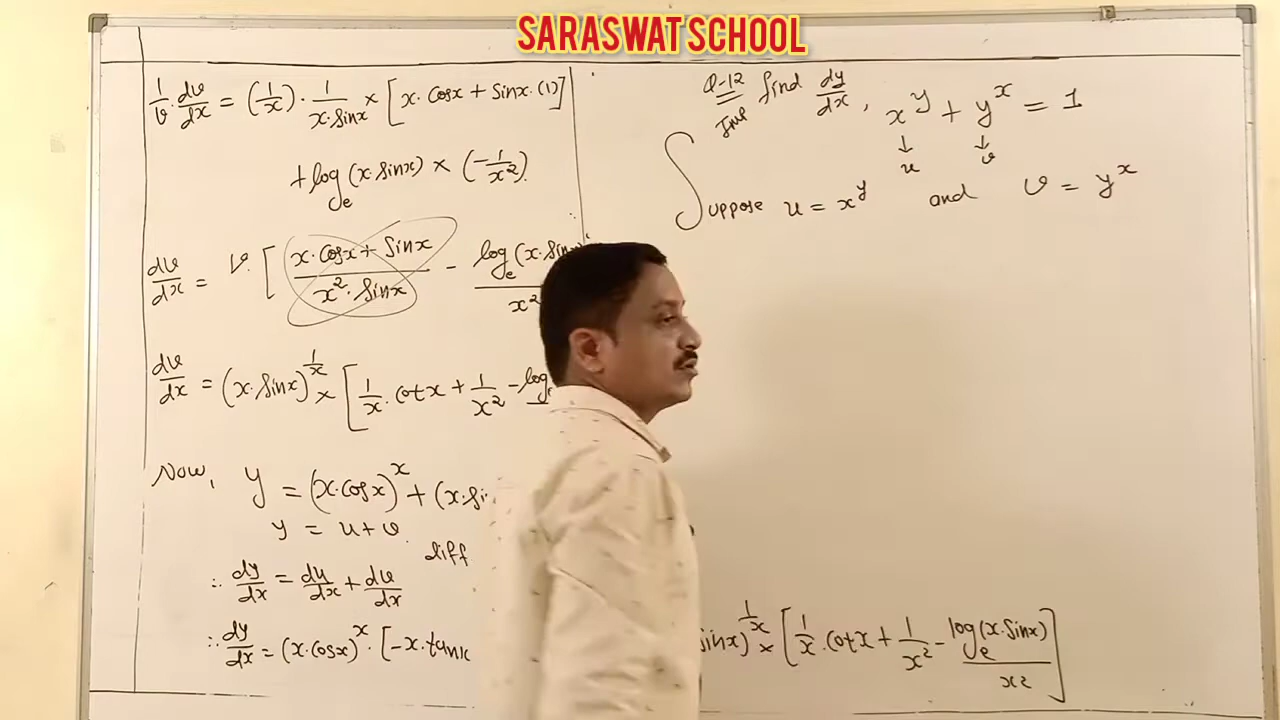 SARASWAT SCHOOL
1/v · dv/dx = (1/x) · 1/(x·sinx) × [x·cosx + sinx·(1)]
+ log_e (x·sinx) × (-1/x²)
dv/dx = v· [(x·cosx + sinx)/(x²·sinx) - log_e (x·sin
x²
dv/dx = (x·sinx)^(1/x) × [1/x · cotx + 1/x² - log
Now, y = (x·cosx)^x + (x·si
y = u+v
diff
∴ dy/dx = du/dx + dv/dx
∴ dy/dx = (x·cosx)^x · [-x·tanx
sinx)^(1/x) × [1/x · cotx + 1/x² - log_e (x·sinx)/x²]
Q-12 find dy/dx, x^y + y^x = 1
Imp ↓ ↓
u v
Suppose u = x^y and v = y^x